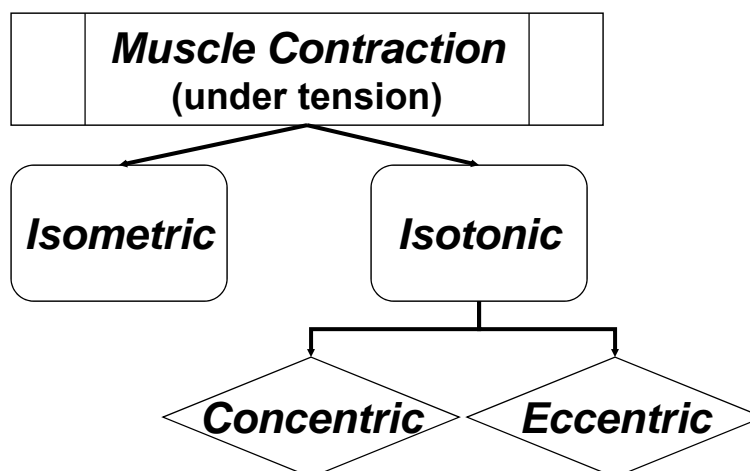 Muscle Contraction
(under tension)
Isometric
Isotonic
Concentric
Eccentric